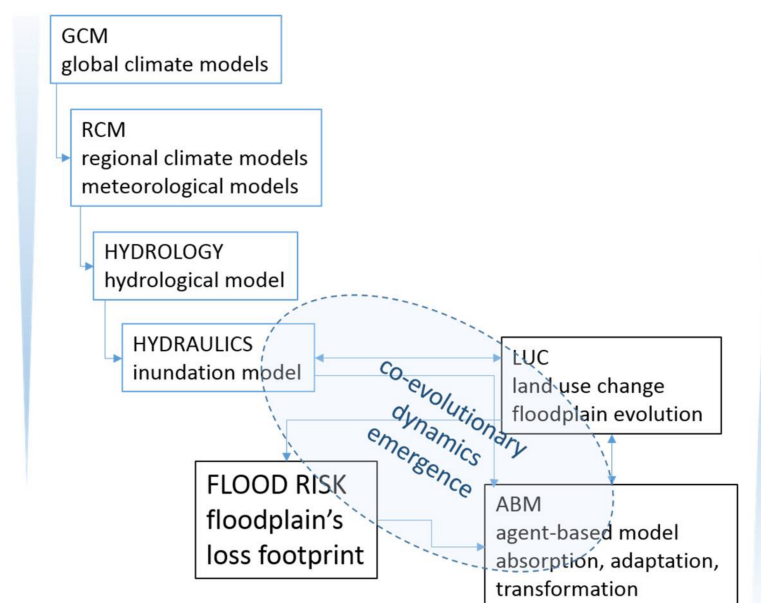 GCM
global climate models
RCM
regional climate models
meteorological models
HYDROLOGY
hydrological model
HYDRAULICS
inundation model
LUC
land use change
floodplain evolution
co-evolutionary
dynamics
emergence
FLOOD RISK
floodplain's
loss footprint
ABM
agent-based model
absorption, adaptation,
transformation